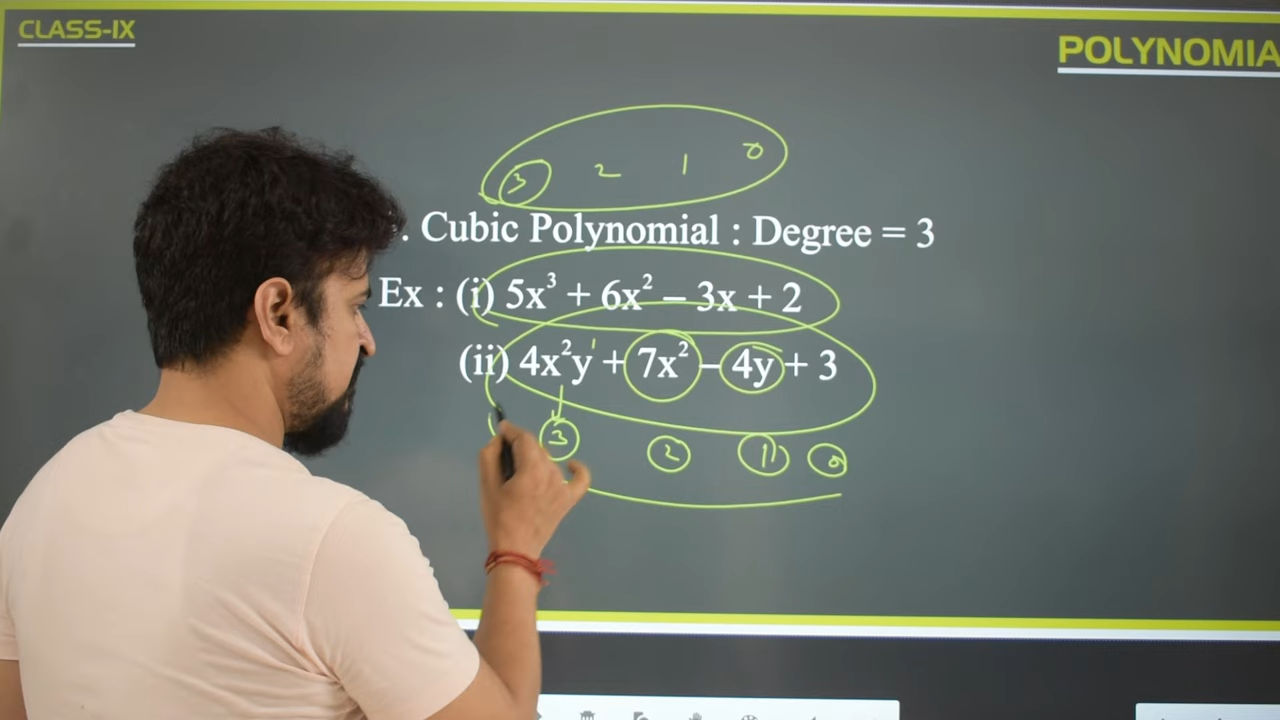 CLASS-IX
POLYNOMIA
3 2 1 0
. Cubic Polynomial : Degree = 3
Ex : (i) 5x³ + 6x² – 3x + 2
(ii) 4x²y¹ + 7x² – 4y + 3
3 2 1 0